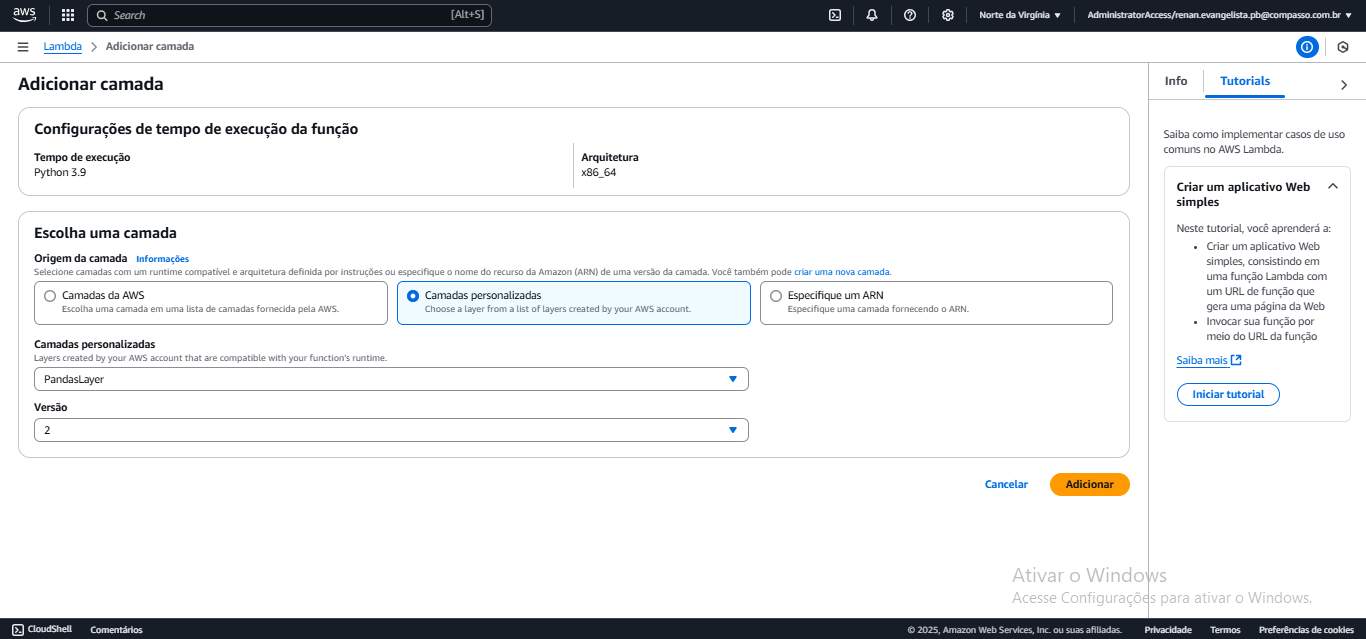 aws
Search
[Alt+S]
Norte da Virgínia
AdministratorAccess/renan.evangelista.pb@compasso.com.br
Lambda
Adicionar camada
Adicionar camada
Configurações de tempo de execução da função
Tempo de execução
Python 3.9
Arquitetura
x86_64
Escolha uma camada
Origem da camada Informações
Selecione camadas com um runtime compatível e arquitetura definida por instruções ou especifique o nome do recurso da Amazon (ARN) de uma versão da camada. Você também pode criar uma nova camada.
Camadas da AWS
Escolha uma camada em uma lista de camadas fornecida pela AWS.
Camadas personalizadas
Choose a layer from a list of layers created by your AWS account.
Especifique um ARN
Especifique uma camada fornecendo o ARN.
Camadas personalizadas
Layers created by your AWS account that are compatible with your function's runtime.
PandasLayer
Versão
2
Cancelar
Adicionar
Info
Tutorials
Saiba como implementar casos de uso
comuns no AWS Lambda.
Criar um aplicativo Web
simples
Neste tutorial, você aprenderá a:
• Criar um aplicativo Web
simples, consistindo em
uma função Lambda com
um URL de função que
gera uma página da Web
• Invocar sua função por
meio do URL da função
Saiba mais
Iniciar tutorial
Ativar o Windows
Acesse Configurações para ativar o Windows.
CloudShell
Comentários
© 2025, Amazon Web Services, Inc. ou suas afiliadas.
Privacidade
Termos
Preferências de cookies